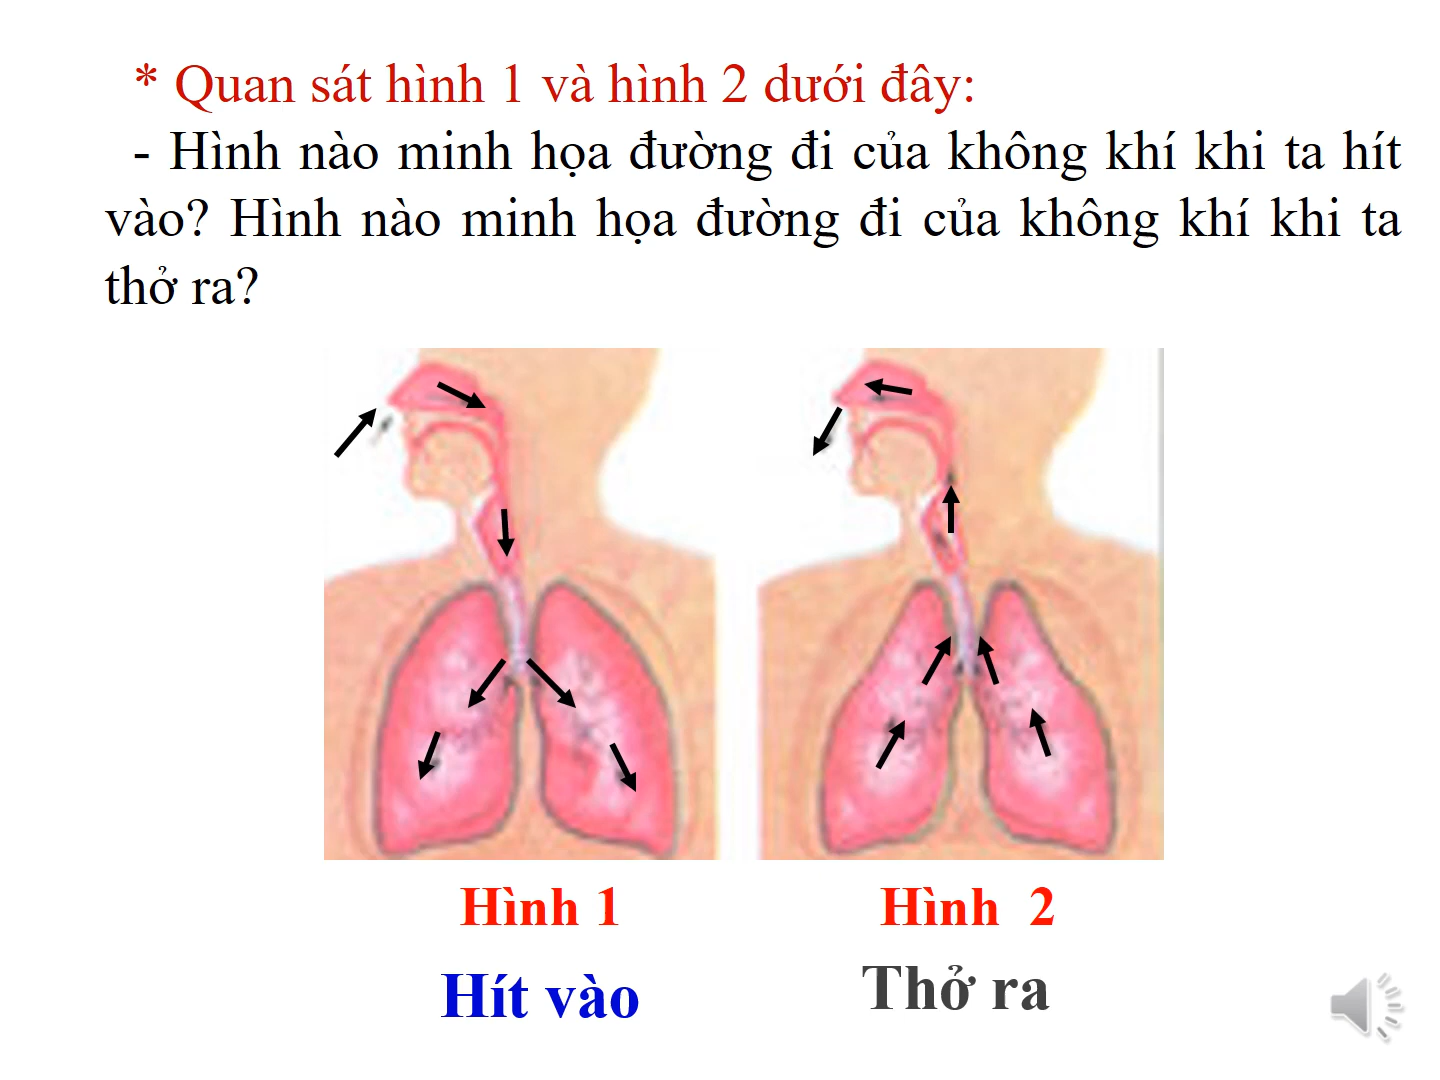 * Quan sát hình 1 và hình 2 dưới đây:
- Hình nào minh họa đường đi của không khí khi ta hít
vào? Hình nào minh họa đường đi của không khí khi ta
thở ra?
Hình 1
Hình 2
Hít vào
Thở ra